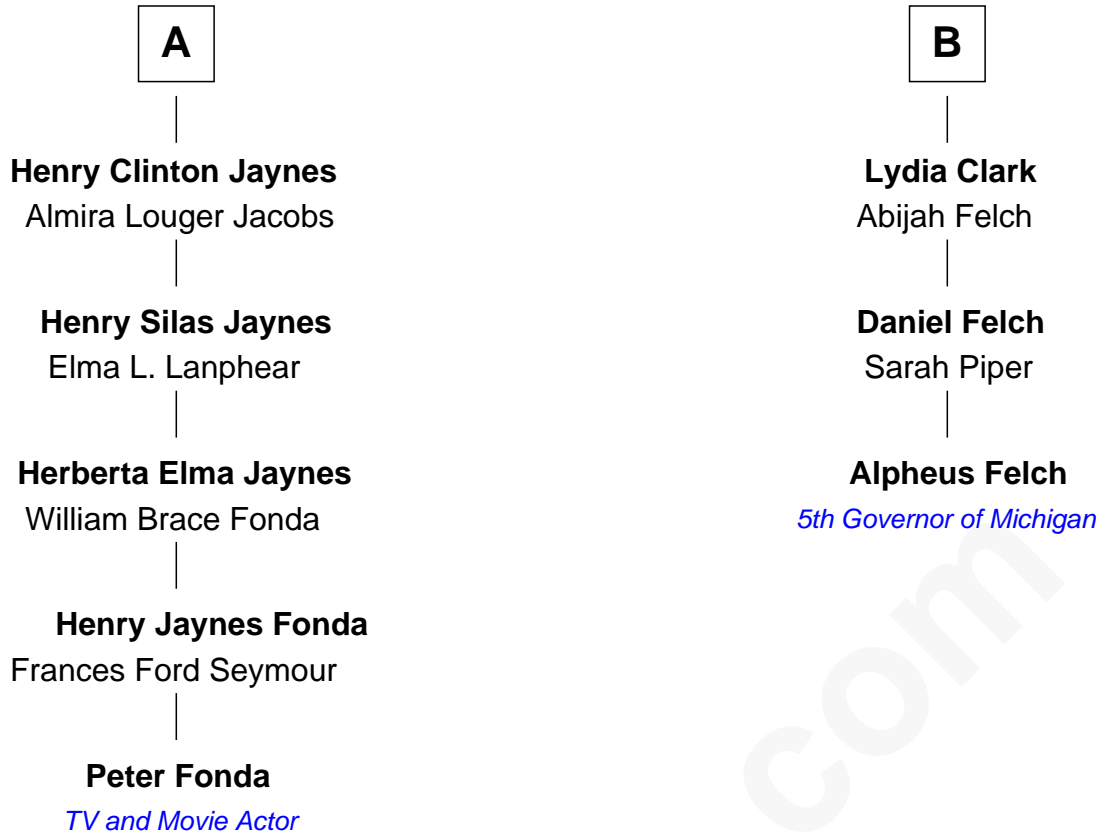 A
Henry Clinton Jaynes
Almira Louger Jacobs
Henry Silas Jaynes
Elma L. Lanphear
Herberta Elma Jaynes
William Brace Fonda
Henry Jaynes Fonda
Frances Ford Seymour
Peter Fonda
TV and Movie Actor
B
Lydia Clark
Abijah Felch
Daniel Felch
Sarah Piper
Alpheus Felch
5th Governor of Michigan
com